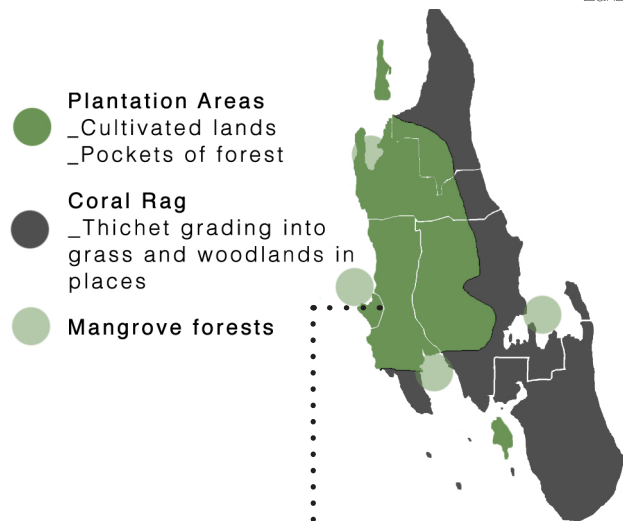 Plantation Areas
_Cultivated lands
_Pockets of forest
Coral Rag
_Thichet grading into
grass and woodlands in
places
Mangrove forests